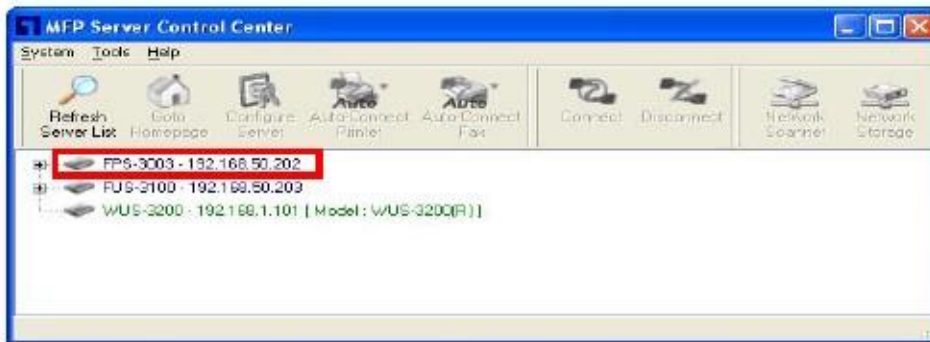 MFP Server Control Center
System Tools Help
Refresh Server List
Goto Homepage
Configure Server
Auto-Connect Printer
Auto-Connect Fax
Connect
Disconnect
Network Scanner
Network Storage
FPS-3003 - 192.168.50.202
FUS-3100 - 192.168.50.203
WUS-3200 - 192.168.1.101 [ Model : WUS-3200(R) ]